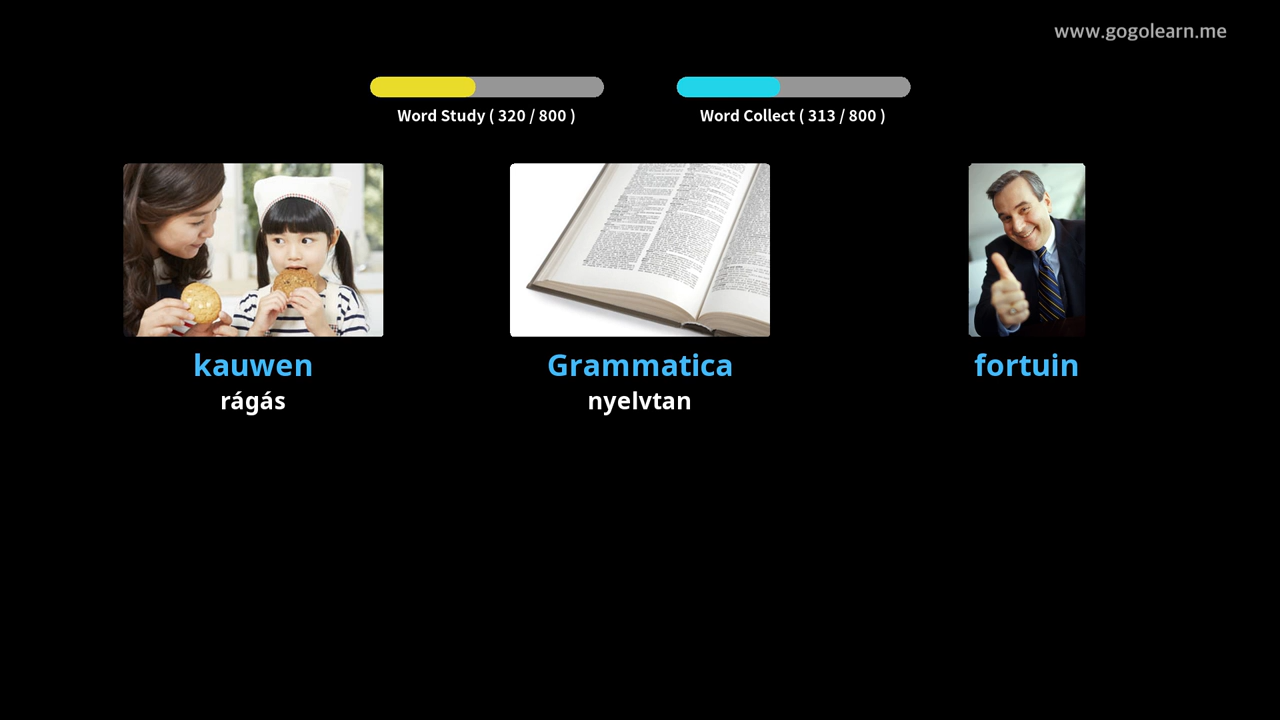 www.gogolearn.me
Word Study ( 320 / 800 )
Word Collect ( 313 / 800 )
kauwen
rágás
Grammatica
nyelvtan
fortuin